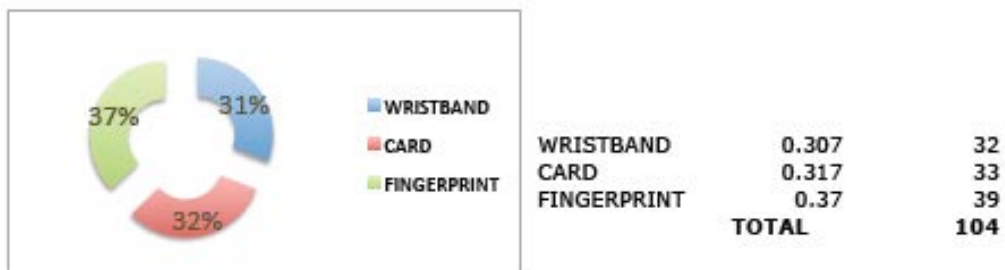 37%
31%
32%
WRISTBAND
CARD
FINGERPRINT
WRISTBAND 0.307 32
CARD 0.317 33
FINGERPRINT 0.37 39
TOTAL 104